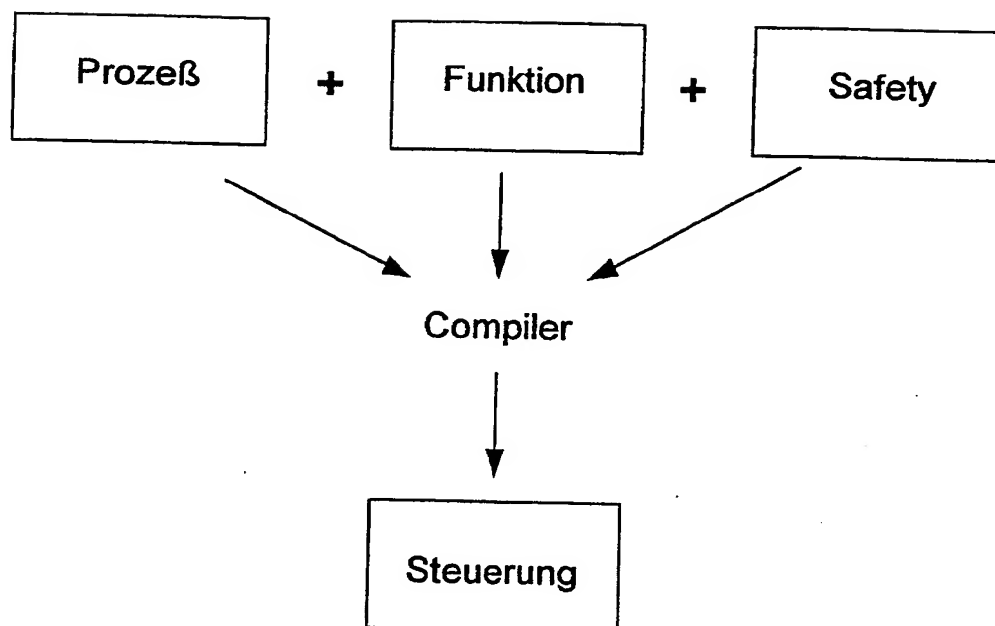 Prozeß + Funktion + Safety
Compiler
Steuerung